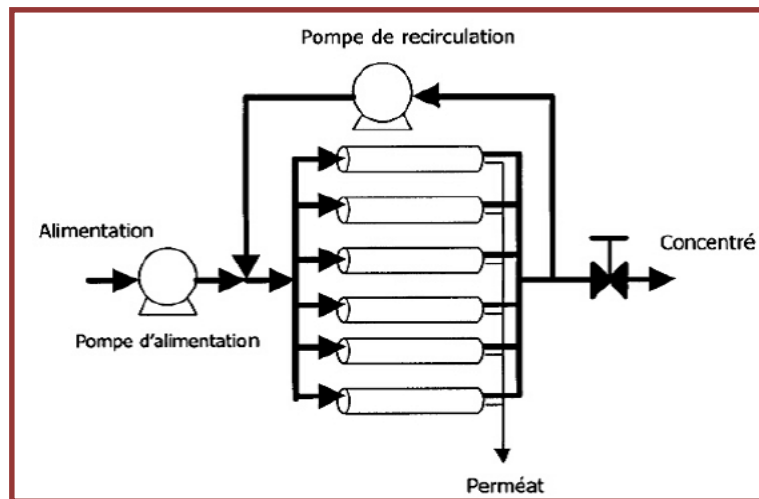 Pompe de recirculation
Alimentation
Concentré
Pompe d'alimentation
Perméat